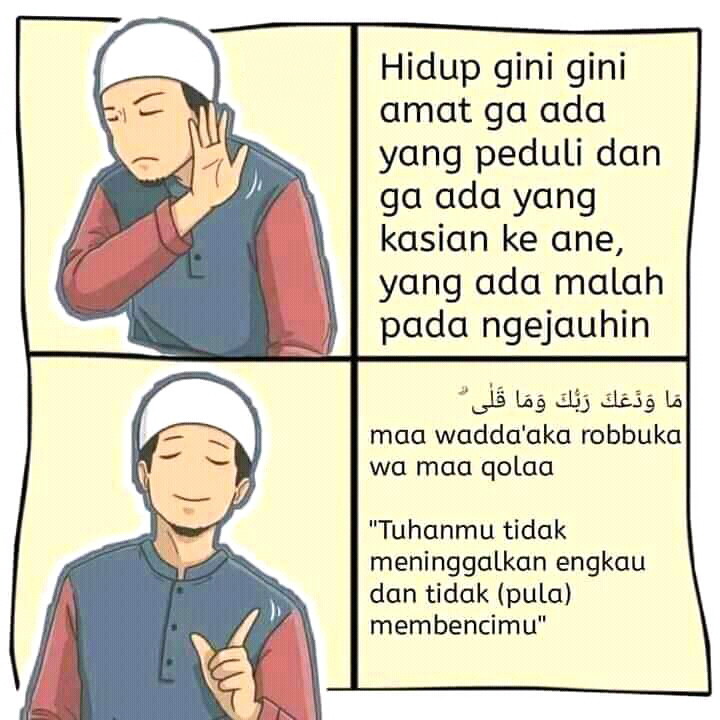 Hidup gini gini
amat ga ada
yang peduli dan
ga ada yang
kasian ke ane,
yang ada malah
pada ngejauhin
مَا وَدَّعَكَ رَبُّكَ وَمَا قَلٰىۗ
maa wadda'aka robbuka
wa maa qolaa
"Tuhanmu tidak
meninggalkan engkau
dan tidak (pula)
membencimu"